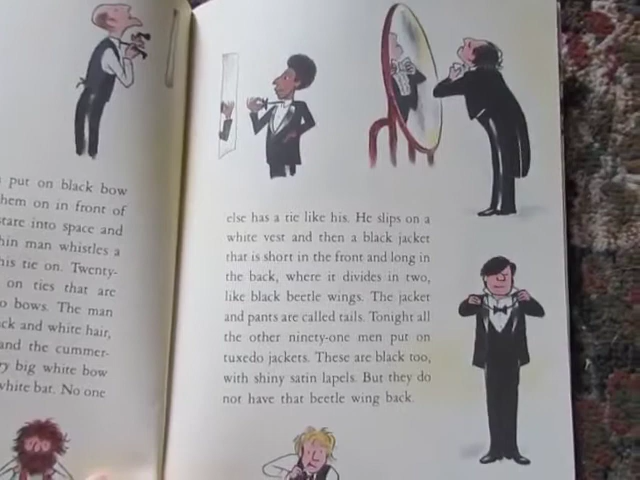 put on black bow
them on in front of
stare into space and
thin man whistles a
his tie on. Twenty-
on ties that are
bows. The man
and white hair,
and the cummer-
big white bow
white bat. No one
else has a tie like his. He slips on a
white vest and then a black jacket
that is short in the front and long in
the back, where it divides in two,
like black beetle wings. The jacket
and pants are called tails. Tonight all
the other ninety-one men put on
tuxedo jackets. These are black too,
with shiny satin lapels. But they do
not have that beetle wing back.